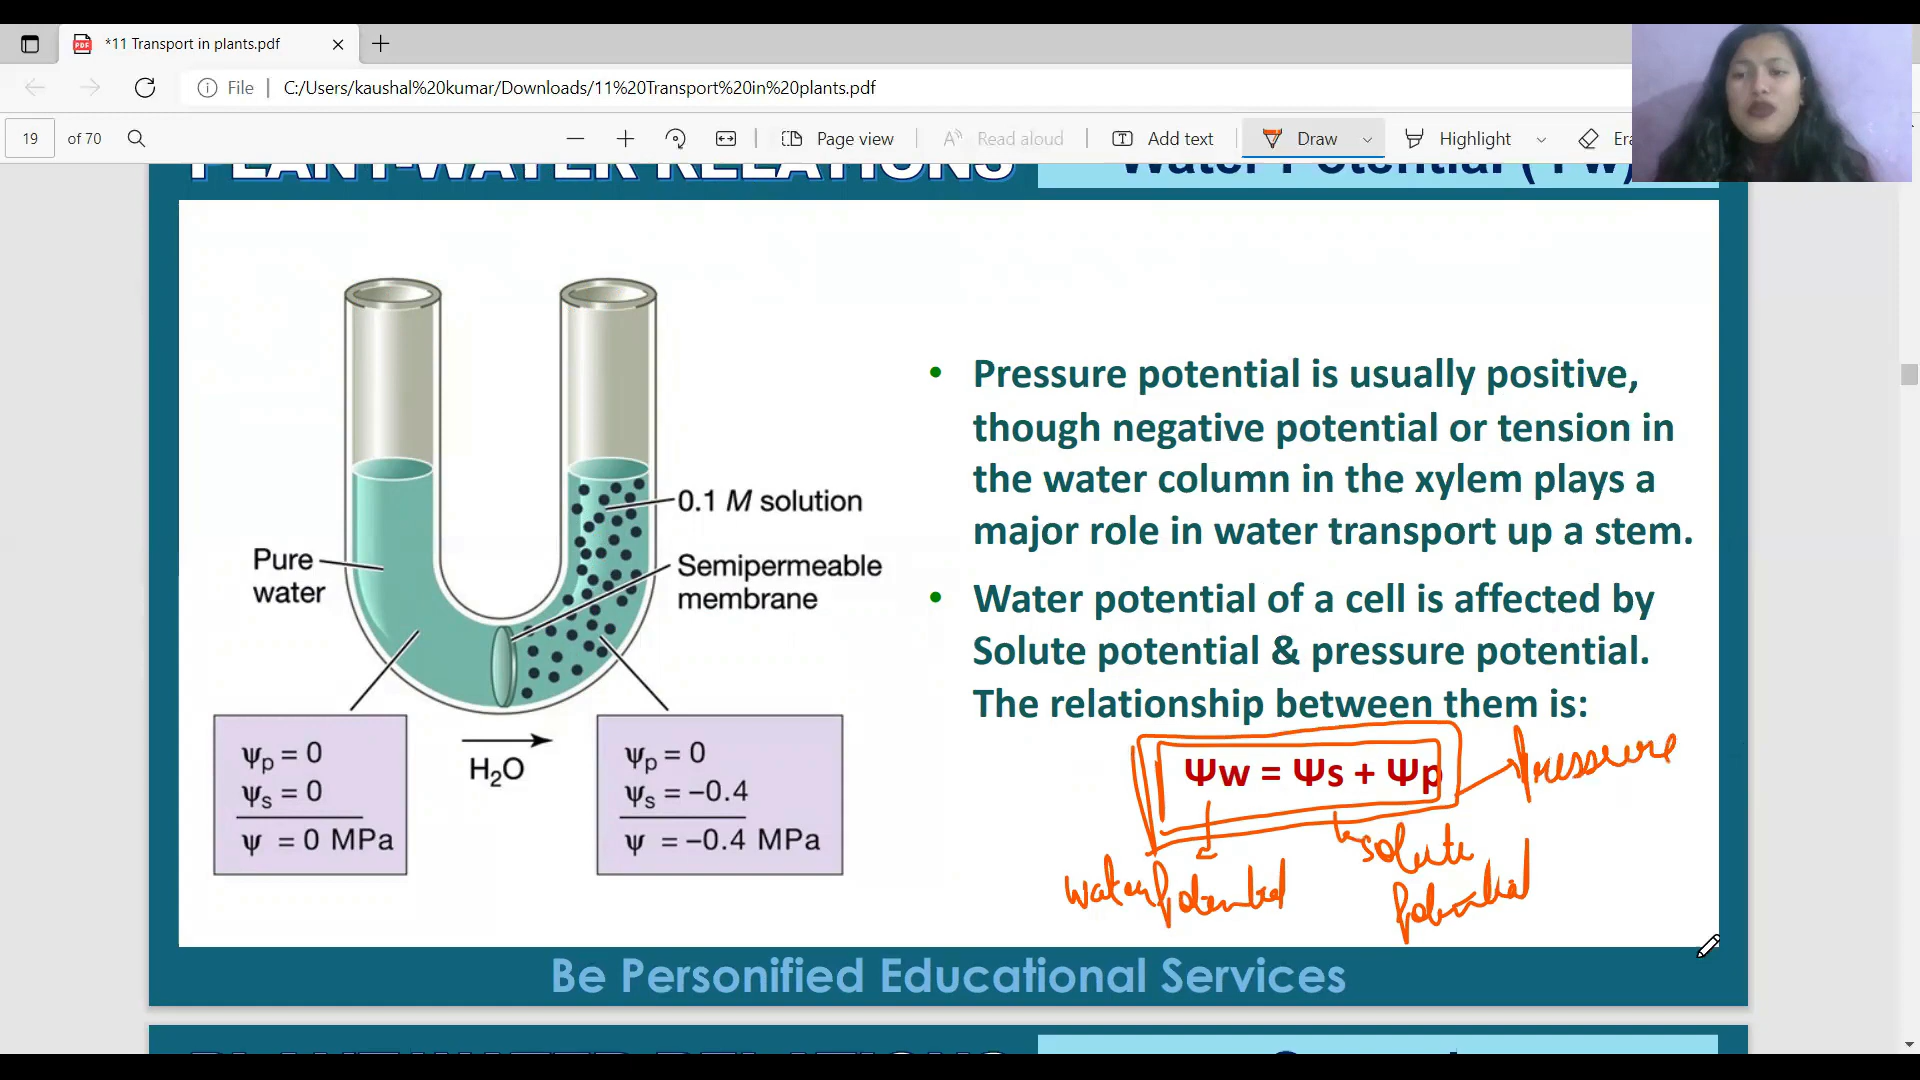 *11 Transport in plants.pdf
File
C:/Users/kaushal%20kumar/Downloads/11%20Transport%20in%20plants.pdf
19 of 70
Page view
Read aloud
Add text
Draw
Highlight
PLANT-WATER RELATIONS
Water Potential (Ψw)
Pure
water
0.1 M solution
Semipermeable
membrane
Ψp = 0
Ψs = 0
Ψ = 0 MPa
H₂O
Ψp = 0
Ψs = −0.4
Ψ = −0.4 MPa
• Pressure potential is usually positive,
though negative potential or tension in
the water column in the xylem plays a
major role in water transport up a stem.
• Water potential of a cell is affected by
Solute potential & pressure potential.
The relationship between them is:
Ψw = Ψs + Ψp
Pressure
Solute
Potential
Water Potential
Be Personified Educational Services
PLANT-WATER RELATIONS